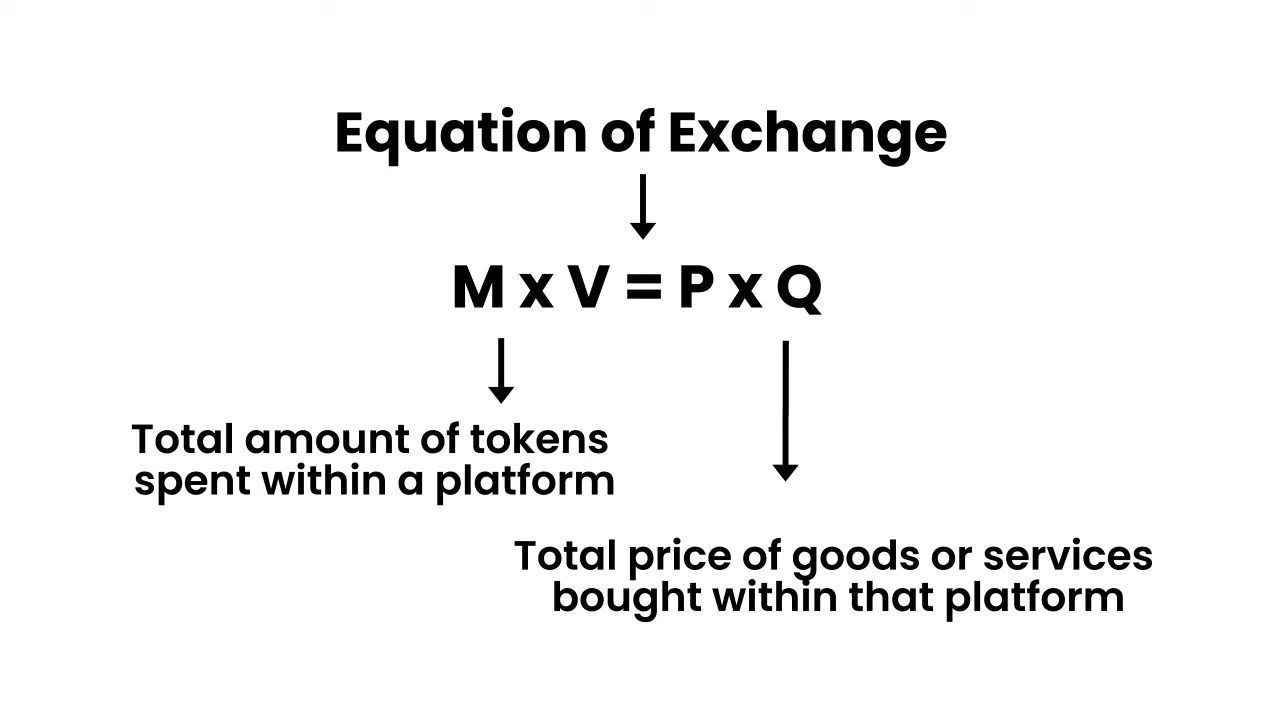 Equation of Exchange
M x V = P x Q
Total amount of tokens
spent within a platform
Total price of goods or services
bought within that platform